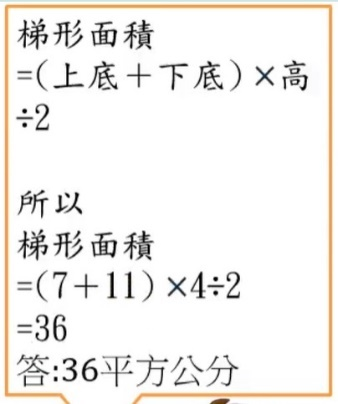 梯形面積
=(上底＋下底)×高
÷2
所以
梯形面積
=(7＋11) ×4÷2
=36
答:36平方公分